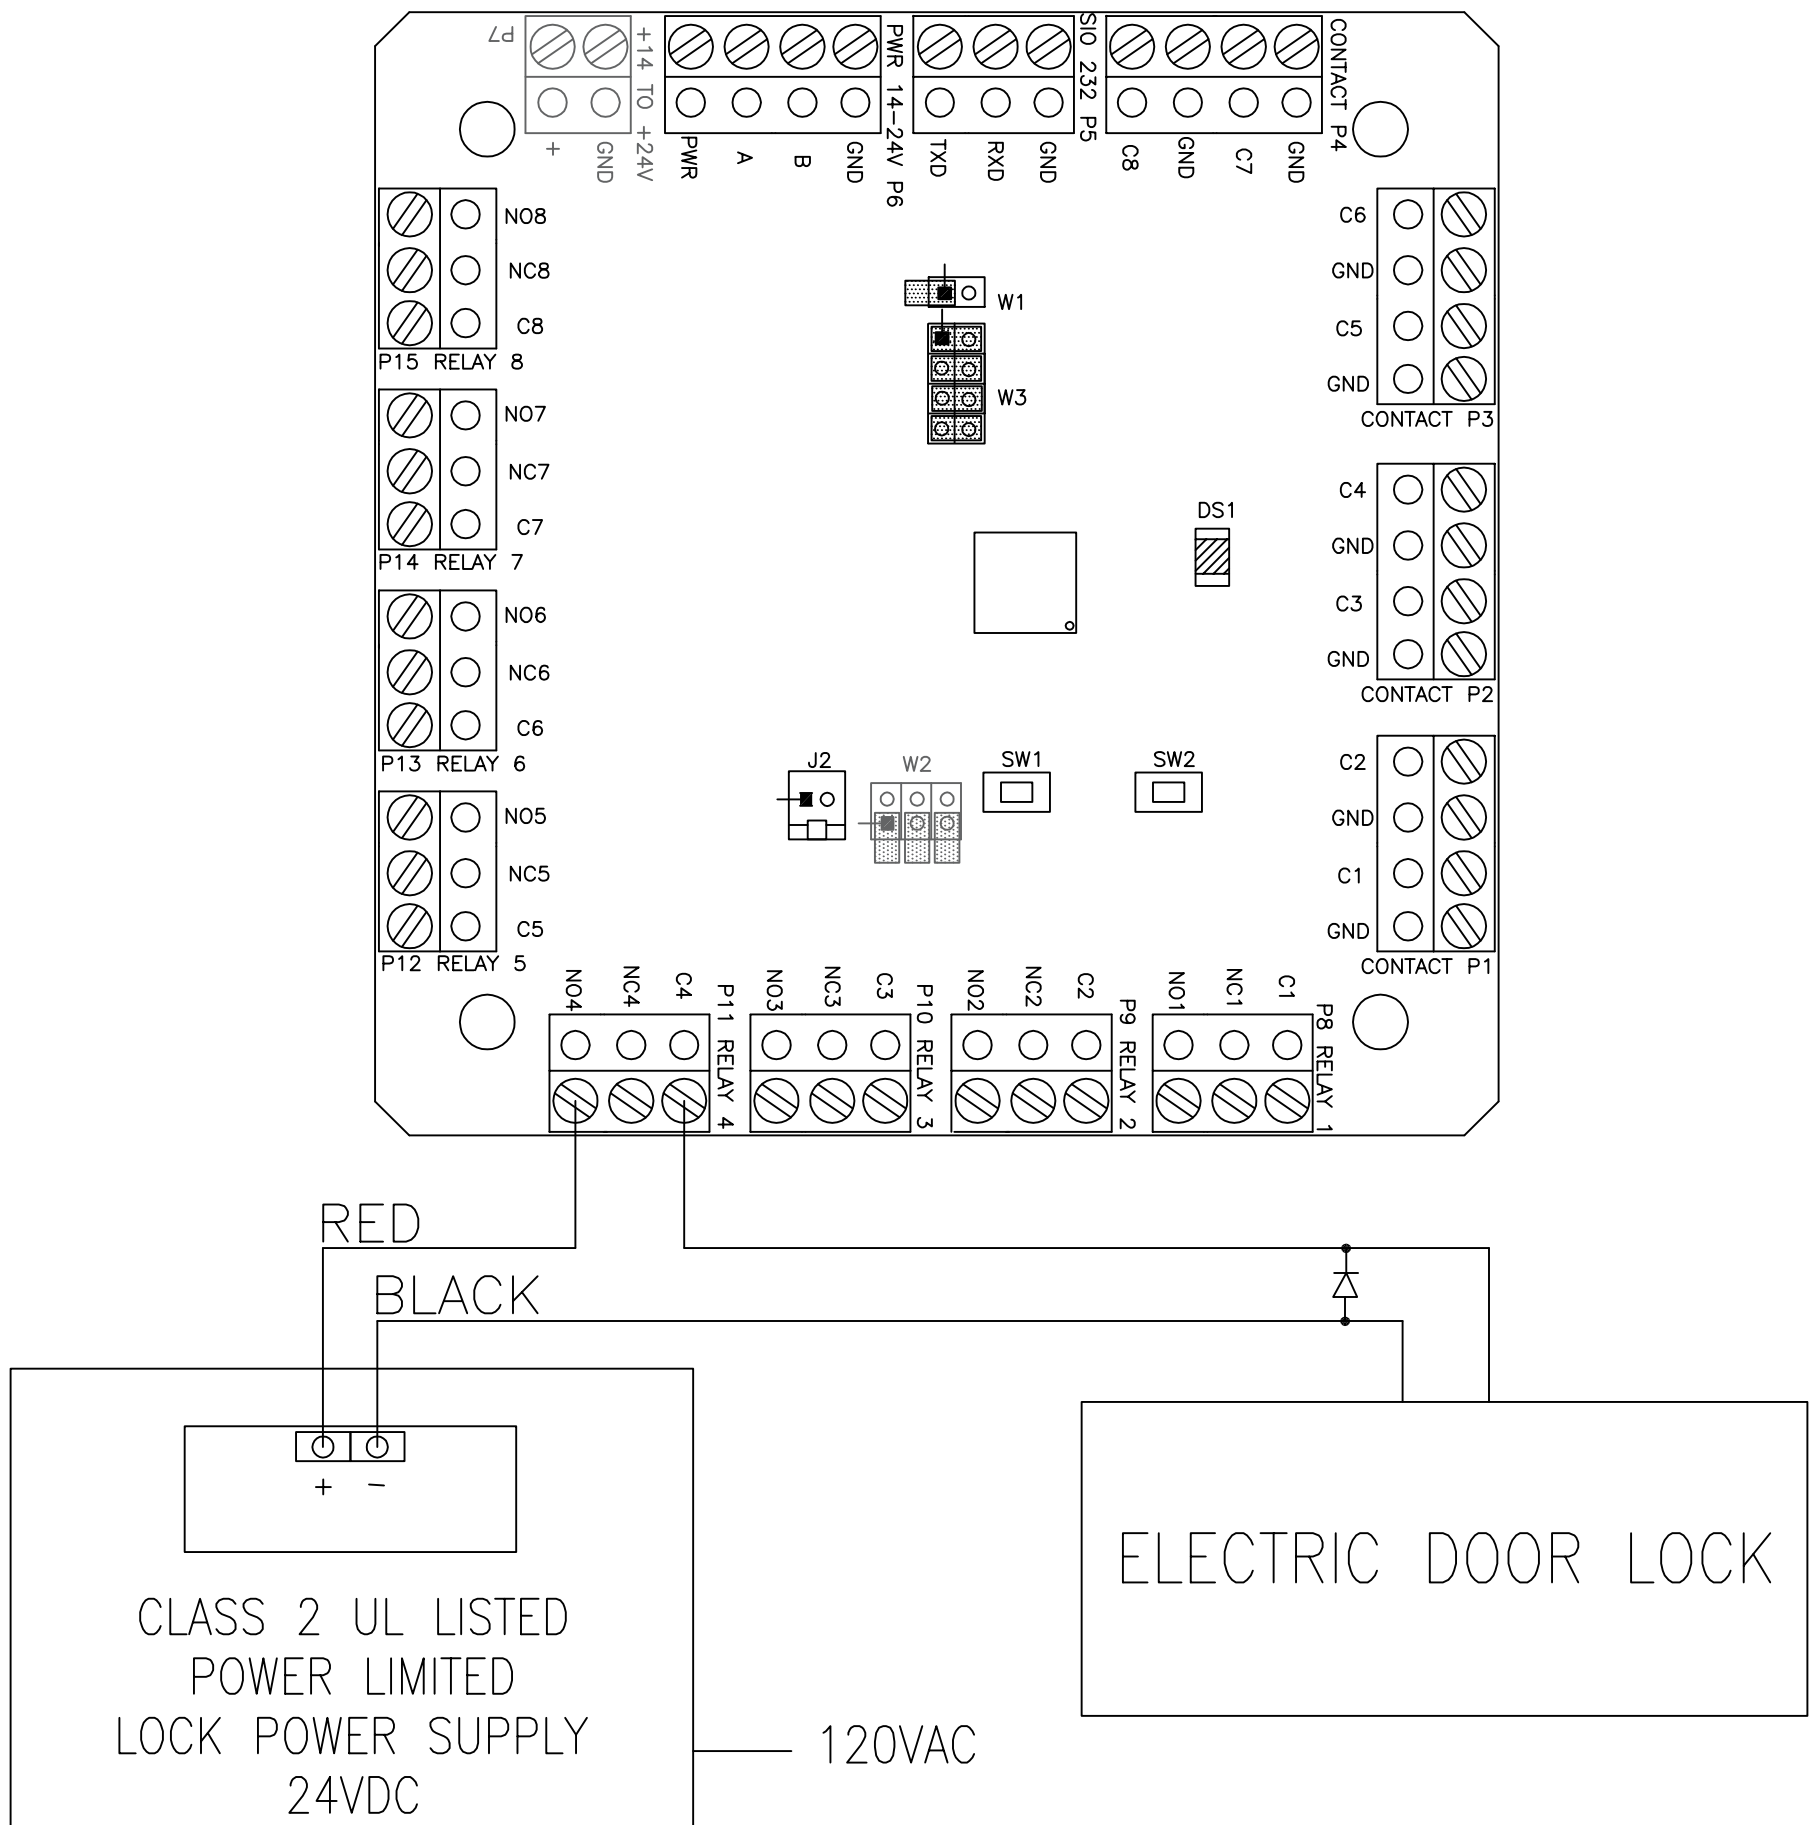 P7
+14 TO +24V
PWR 14-24V P6
SIO 232 P5
CONTACT P4
+
GND
PWR
A
B
GND
TXD
RXD
GND
C8
GND
C7
GND
NO8
NC8
C8
P15 RELAY 8
NO7
NC7
C7
P14 RELAY 7
NO6
NC6
C6
P13 RELAY 6
NO5
NC5
C5
P12 RELAY 5
W1
W3
DS1
J2
W2
SW1
SW2
C6
GND
C5
GND
CONTACT P3
C4
GND
C3
GND
CONTACT P2
C2
GND
C1
GND
CONTACT P1
NO4
NC4
C4
P11 RELAY 4
NO3
NC3
C3
P10 RELAY 3
NO2
NC2
C2
P9 RELAY 2
NO1
NC1
C1
P8 RELAY 1
RED
BLACK
+ -
CLASS 2 UL LISTED
POWER LIMITED
LOCK POWER SUPPLY
24VDC
120VAC
ELECTRIC DOOR LOCK